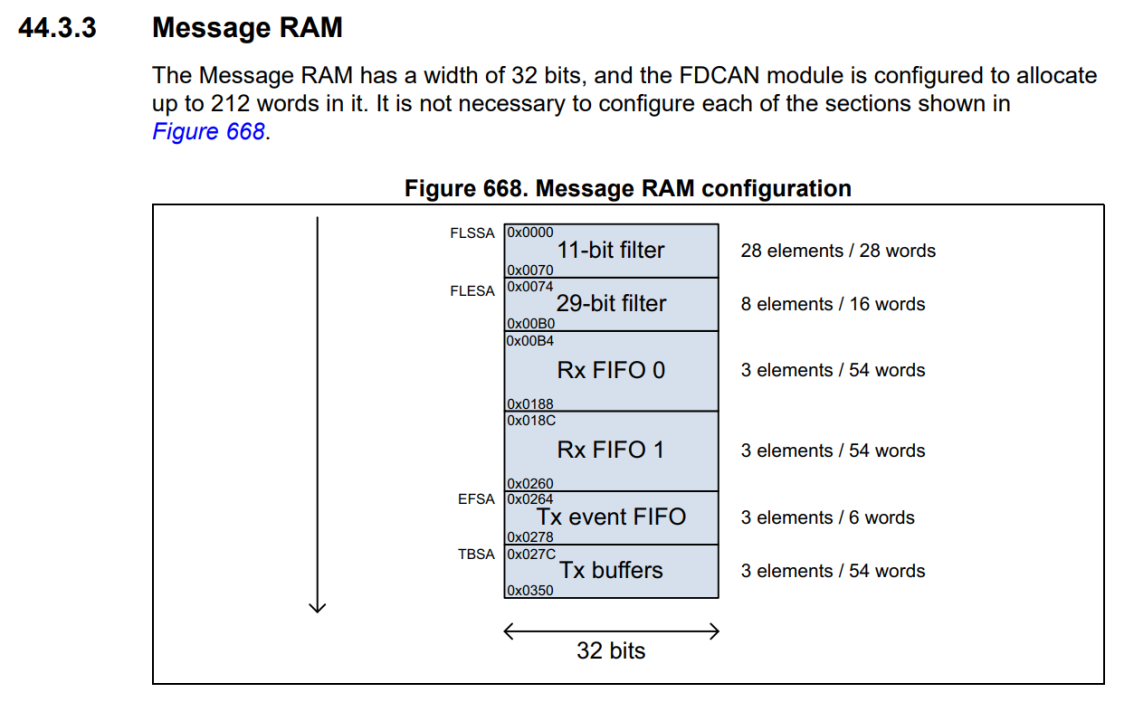 44.3.3 Message RAM
The Message RAM has a width of 32 bits, and the FDCAN module is configured to allocate
up to 212 words in it. It is not necessary to configure each of the sections shown in
Figure 668.
Figure 668. Message RAM configuration
FLSSA 0x0000
11-bit filter 28 elements / 28 words
0x0070
FLESA 0x0074
29-bit filter 8 elements / 16 words
0x00B0
0x00B4
Rx FIFO 0 3 elements / 54 words
0x0188
0x018C
Rx FIFO 1 3 elements / 54 words
0x0260
EFSA 0x0264
Tx event FIFO 3 elements / 6 words
0x0278
TBSA 0x027C
Tx buffers 3 elements / 54 words
0x0350
32 bits